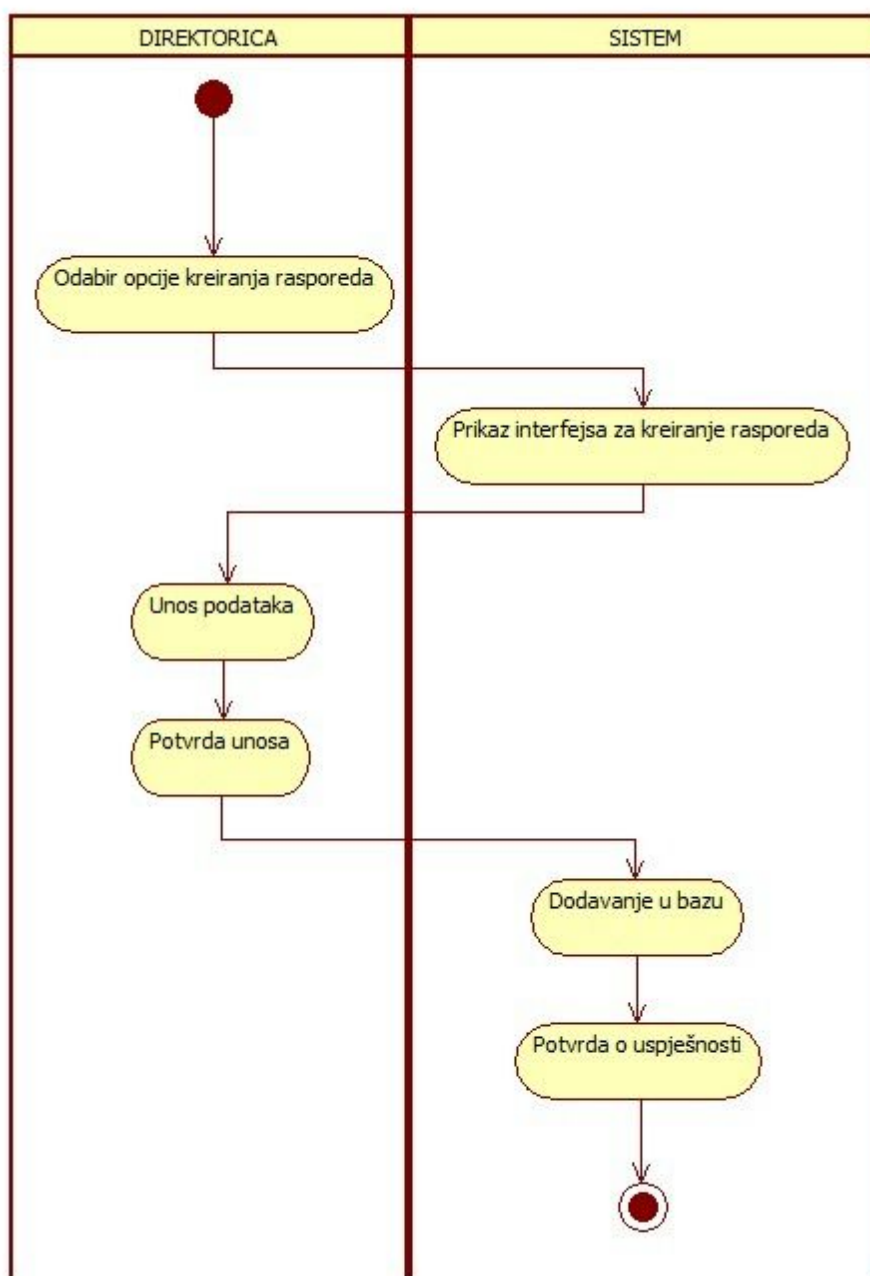 DIREKTORICA
SISTEM
Odabir opcije kreiranja rasporeda
Prikaz interfejsa za kreiranje rasporeda
Unos podataka
Potvrda unosa
Dodavanje u bazu
Potvrda o uspješnosti